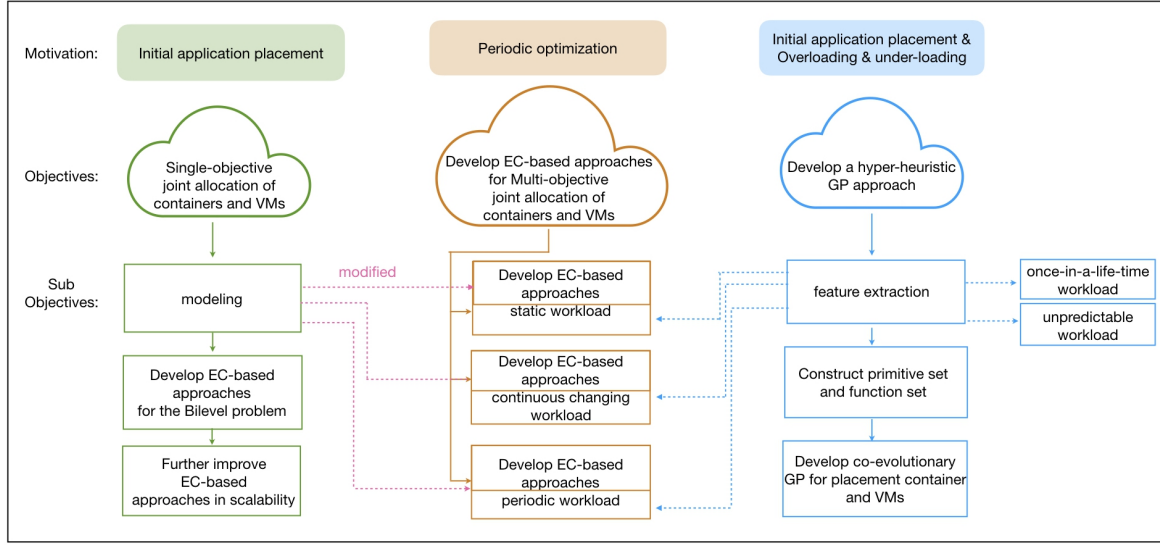 Motivation:
Initial application placement
Periodic optimization
Initial application placement &
Overloading & under-loading
Objectives:
Single-objective
joint allocation of
containers and VMs
Develop EC-based approaches
for Multi-objective
joint allocation of
containers and VMs
Develop a hyper-heuristic
GP approach
Sub
Objectives:
modeling
modified
Develop EC-based
approaches
static workload
feature extraction
once-in-a-life-time
workload
unpredictable
workload
Develop EC-based
approaches
for the Bilevel problem
Develop EC-based
approaches
continuous changing
workload
Construct primitive set
and function set
Further improve
EC-based
approaches in scalability
Develop EC-based
approaches
periodic workload
Develop co-evolutionary
GP for placement container
and VMs